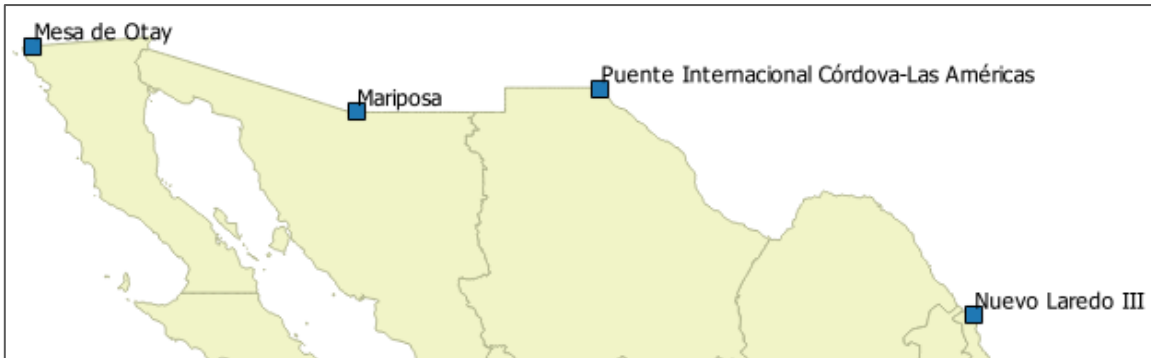 Mesa de Otay
Puente Internacional Córdova-Las Américas
Mariposa
Nuevo Laredo III